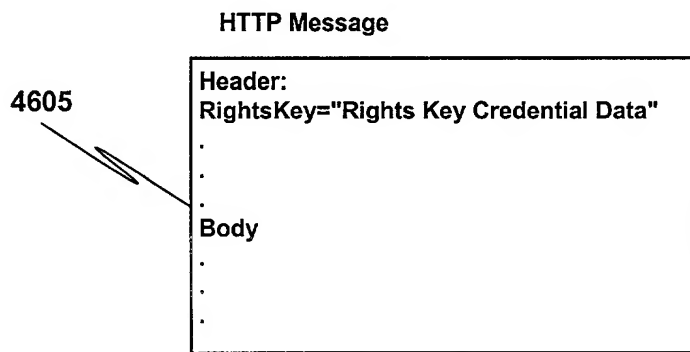 HTTP Message
4605
Header:
RightsKey="Rights Key Credential Data"
.
.
.
Body
.
.
.